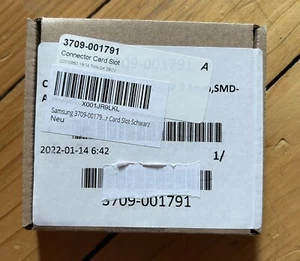 3709-001791
Connector Card Slot
A
,SMD-
X001JR9LKL
Samsung 3709-00179...r Card Slot Schwarz
Neu
2022-01-14 6:42
1/
3709-001791